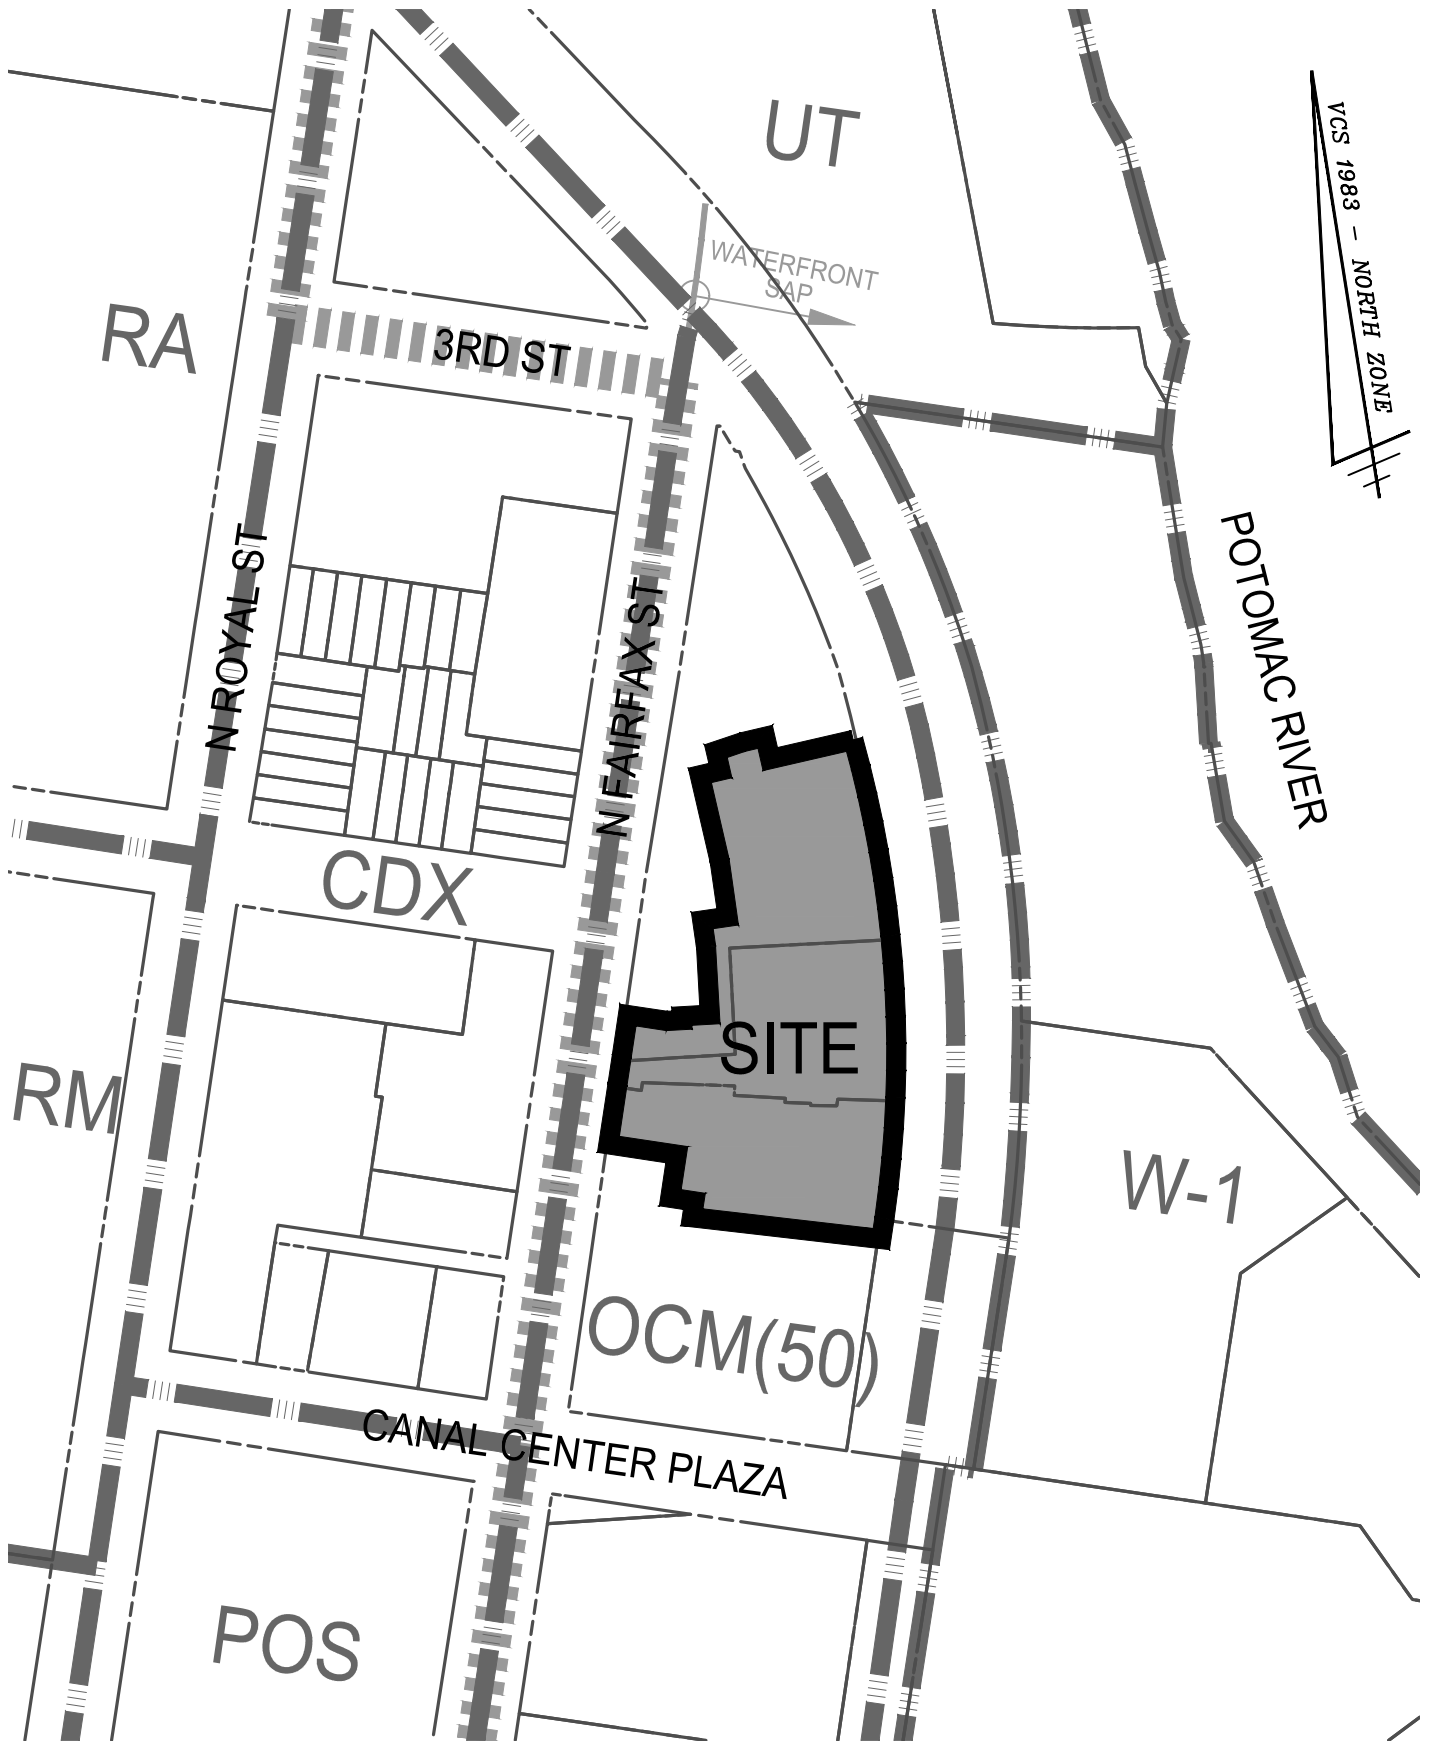 UT
VCS 1983 - NORTH ZONE
WATERFRONT
SAP
RA
3RD ST
N ROYAL ST
N FAIRFAX ST
POTOMAC RIVER
CDX
SITE
RM
W-1
OCM(50)
CANAL CENTER PLAZA
POS